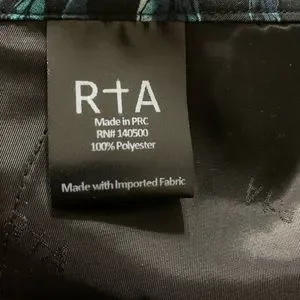 R†A
Made in PRC
RN# 140500
100% Polyester
Made with Imported Fabric